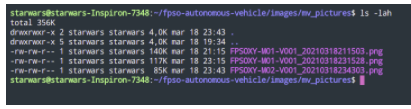 starwars@starwars-Inspiron-7348:~/fpso-autonomous-vehicle/images/mv_pictures$ ls -lah
total 356K
drwxrwxr-x 2 starwars starwars 4,0K mar 18 23:43 .
drwxrwxr-x 5 starwars starwars 4,0K mar 18 19:34 ..
-rw-rw-r-- 1 starwars starwars 140K mar 18 21:15 FPSOXY-M01-V001_20210318211503.png
-rw-rw-r-- 1 starwars starwars 117K mar 18 23:15 FPSOXY-M01-V001_20210318231528.png
-rw-rw-r-- 1 starwars starwars 85K mar 18 23:43 FPSOXY-M02-V001_20210318234303.png
starwars@starwars-Inspiron-7348:~/fpso-autonomous-vehicle/images/mv_pictures$